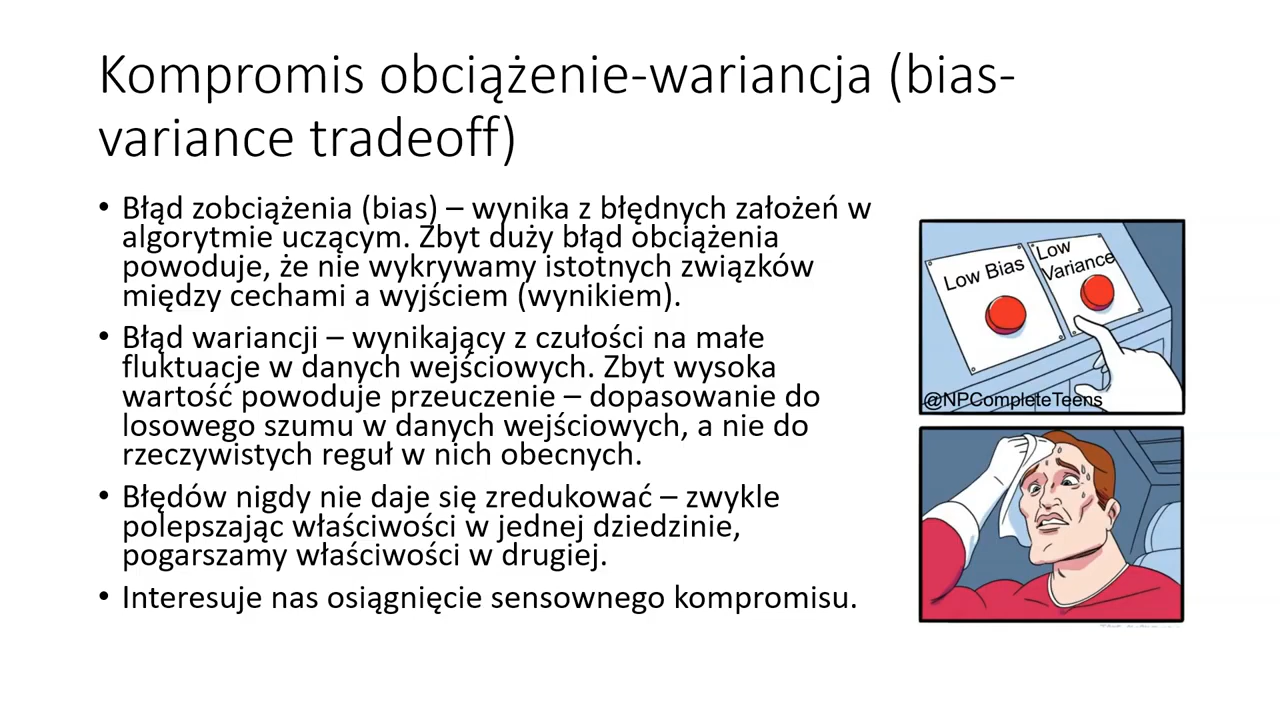 Kompromis obciążenie-wariancja (bias-
variance tradeoff)
• Błąd zobciążenia (bias) – wynika z błędnych założeń w
algorytmie uczącym. Zbyt duży błąd obciążenia
powoduje, że nie wykrywamy istotnych związków
między cechami a wyjściem (wynikiem).
• Błąd wariancji – wynikający z czułości na małe
fluktuacje w danych wejściowych. Zbyt wysoka
wartość powoduje przeuczenie – dopasowanie do
losowego szumu w danych wejściowych, a nie do
rzeczywistych reguł w nich obecnych.
• Błędów nigdy nie daje się zredukować – zwykle
polepszając właściwości w jednej dziedzinie,
pogarszamy właściwości w drugiej.
• Interesuje nas osiągnięcie sensownego kompromisu.
Low Bias
Low
Variance
@NPCompleteTeens